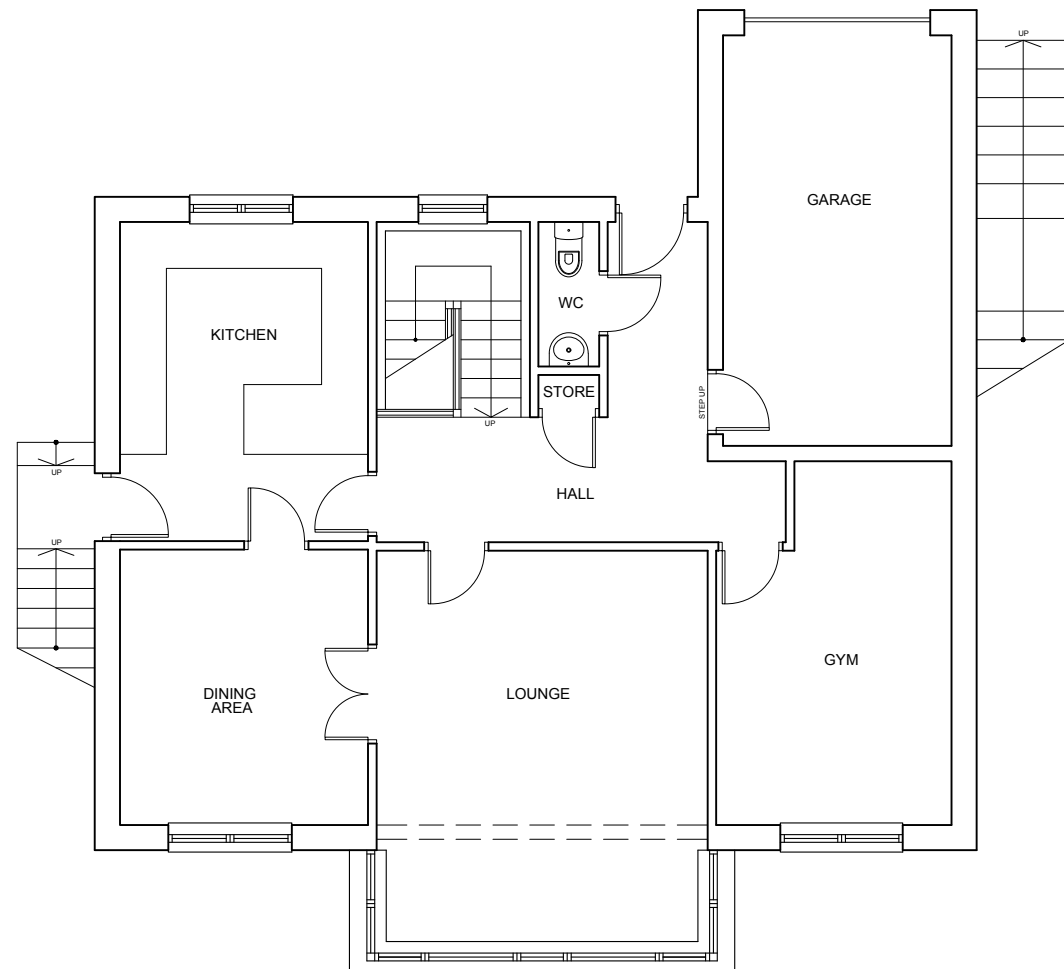 UP
GARAGE
WC
KITCHEN
STORE
STEP UP
UP
UP
HALL
UP
GYM
DINING
AREA
LOUNGE